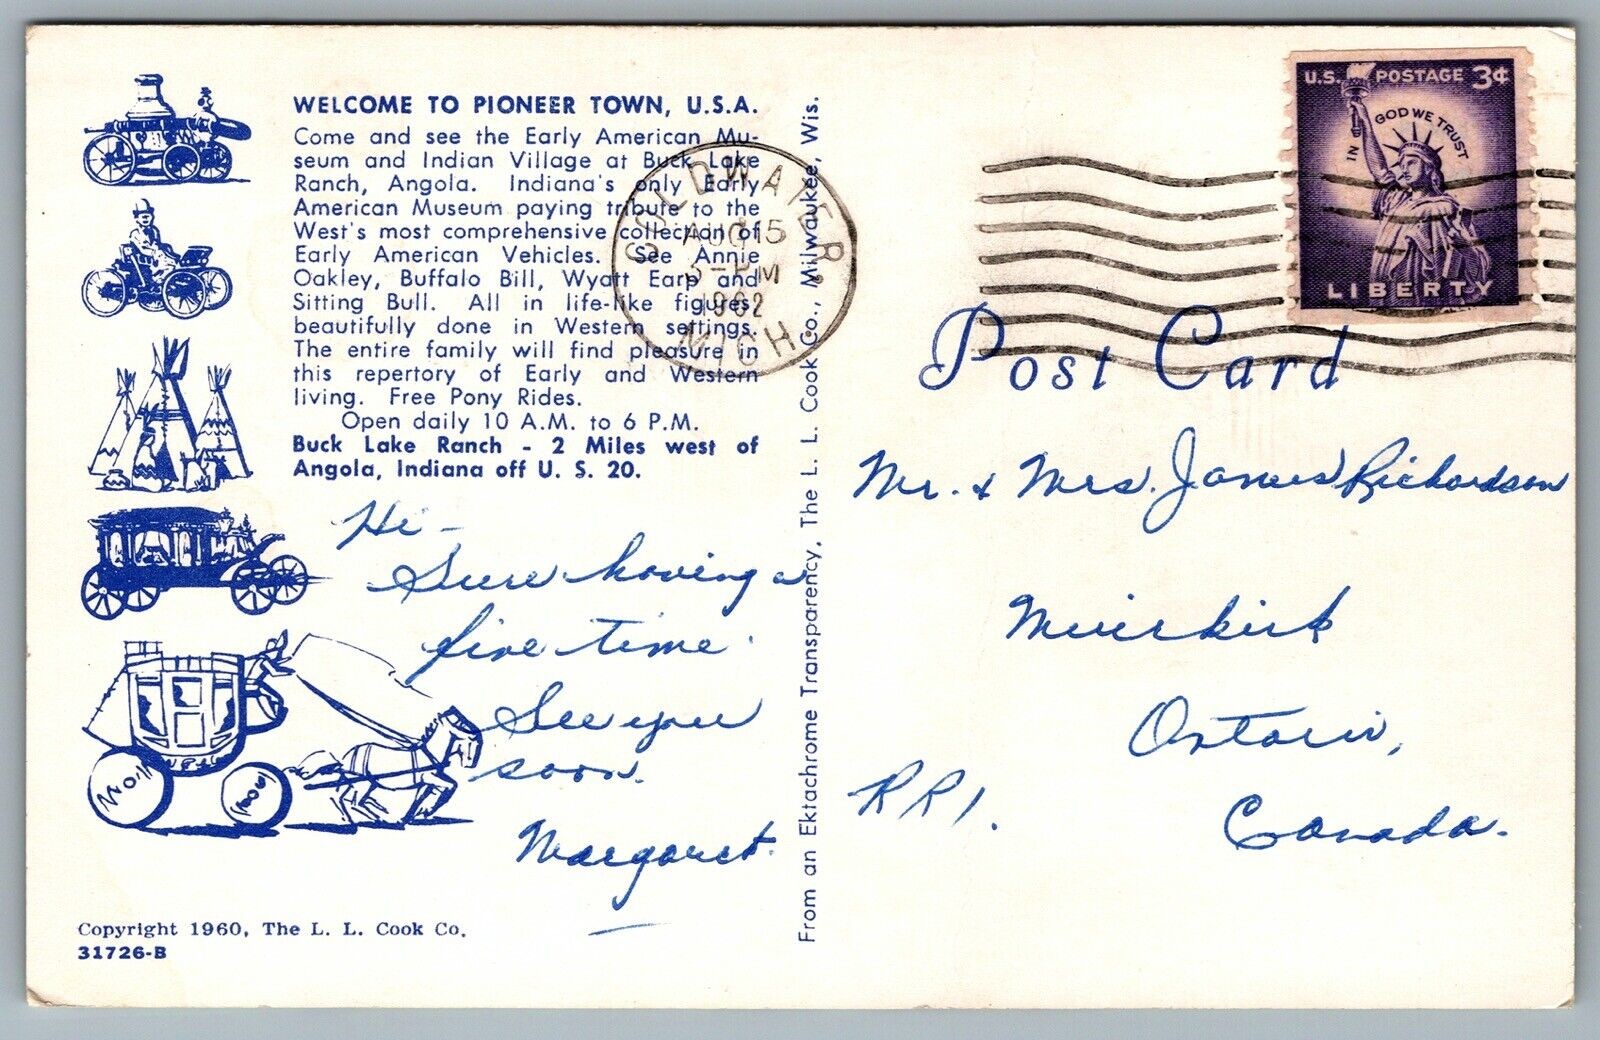 WELCOME TO PIONEER TOWN, U.S.A.
Come and see the Early American Mu-
seum and Indian Village at Buck Lake
Ranch, Angola. Indiana's only Early
American Museum paying tribute to the
West's most comprehensive collection of
Early American Vehicles. See Annie
Oakley, Buffalo Bill, Wyatt Earp and
Sitting Bull. All in life-like figures
beautifully done in Western settings.
The entire family will find pleasure in
this repertory of Early and Western
living. Free Pony Rides.
Open daily 10 A.M. to 6 P.M.
Buck Lake Ranch - 2 Miles west of
Angola, Indiana off U. S. 20.
Hi -
Sure having a
fine time.
See you
soon.
Margaret.
Copyright 1960, The L. L. Cook Co.
31726-B
From an Ektachrome Transparency, The L. L. Cook Co., Milwaukee, Wis.
COLDWATER
AUG 15
PM
1962
MICH.
U.S. POSTAGE 3¢
IN GOD WE TRUST
LIBERTY
Post Card
Mr. & Mrs. James Richardson
Muirkirk
Ontario,
RR1.
Canada.